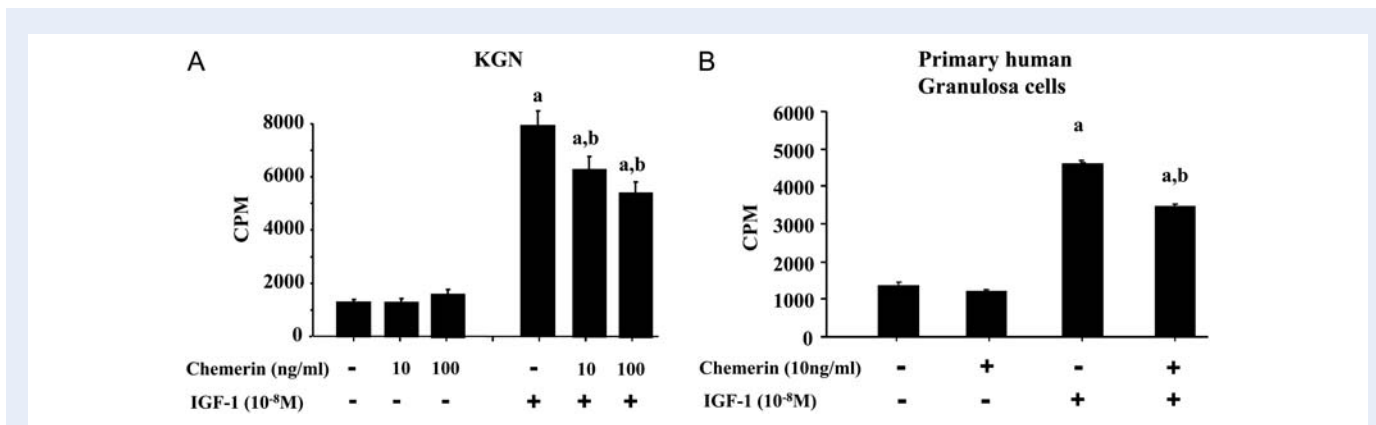 A
KGN
a
a,b
a,b
8000
6000
4000
2000
0
CPM
Chemerin (ng/ml) - 10 100 - 10 100
IGF-1 (10-8M) - - - + + +
B
Primary human
Granulosa cells
a
a,b
6000
5000
4000
3000
2000
1000
0
CPM
Chemerin (10ng/ml) - + - +
IGF-1 (10-8M) - - + +